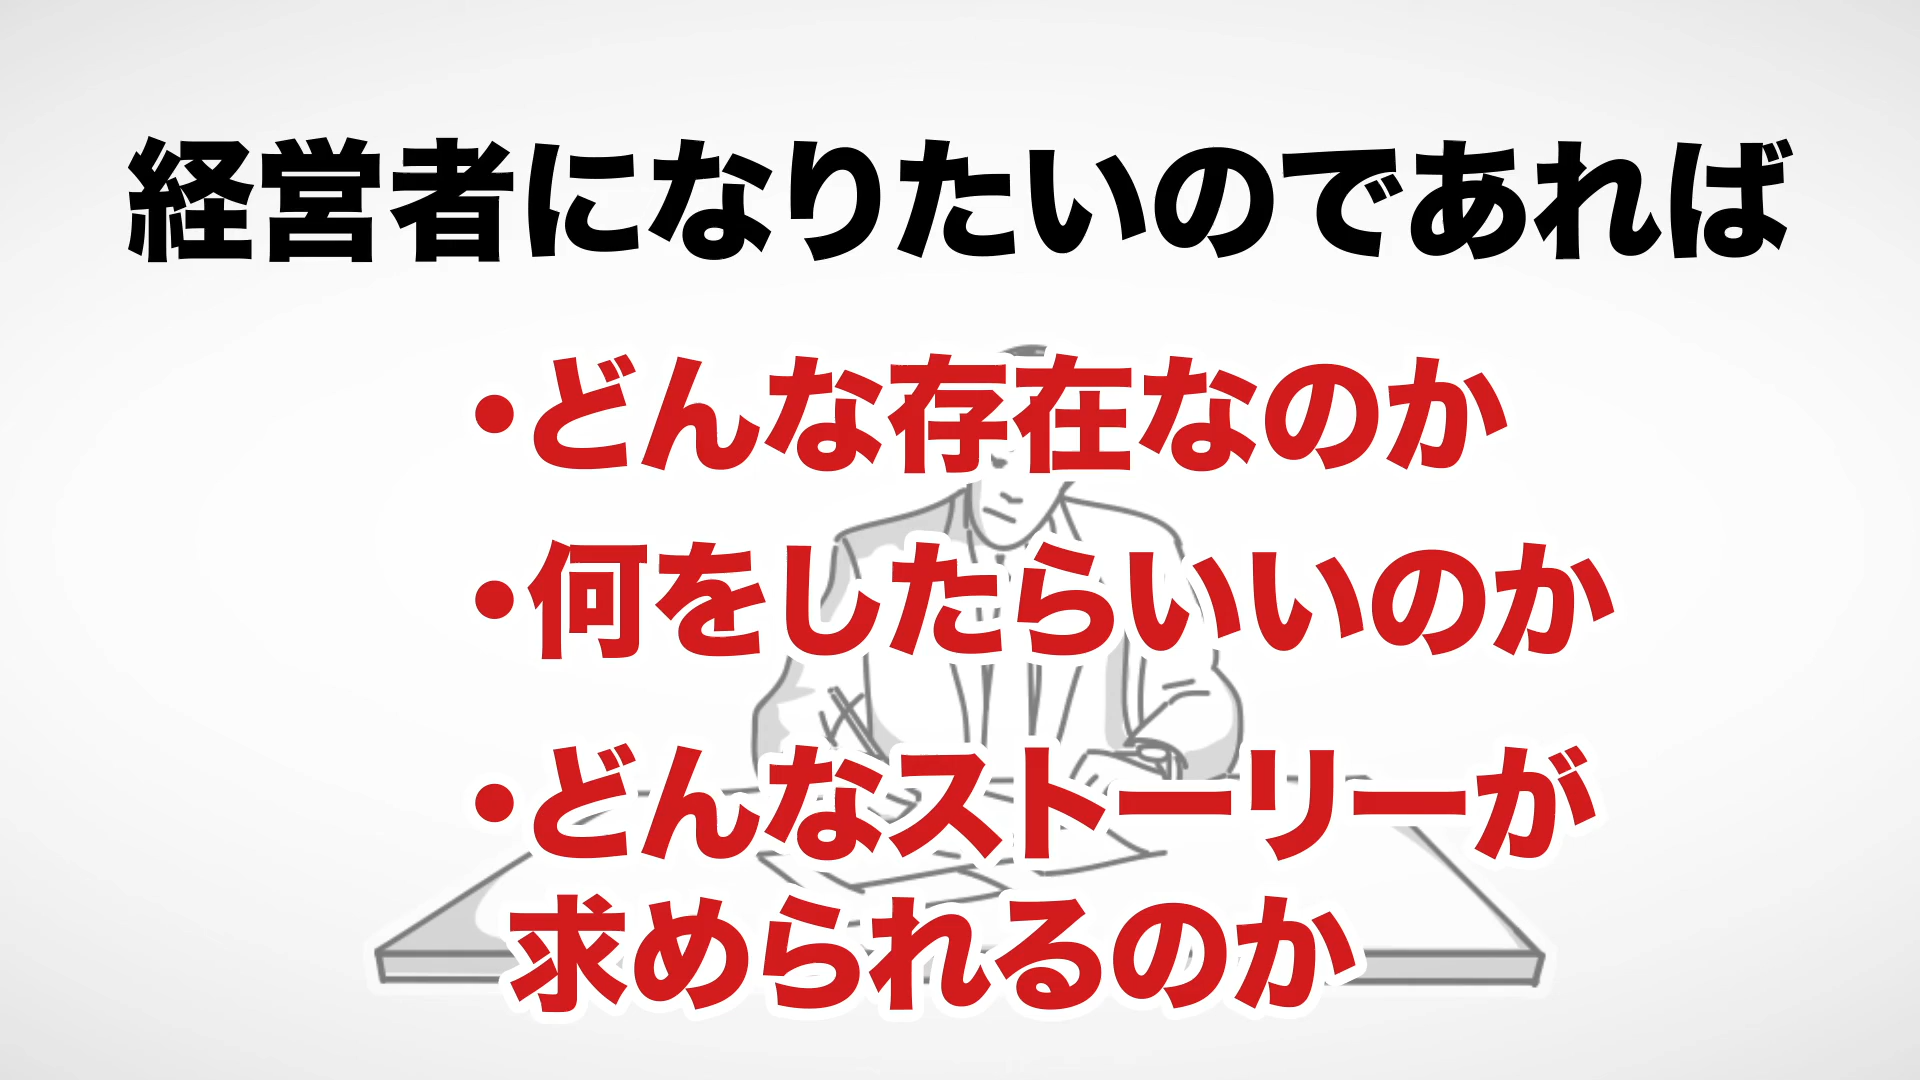 経営者になりたいのであれば
・どんな存在なのか
・何をしたらいいのか
・どんなストーリーが
求められるのか